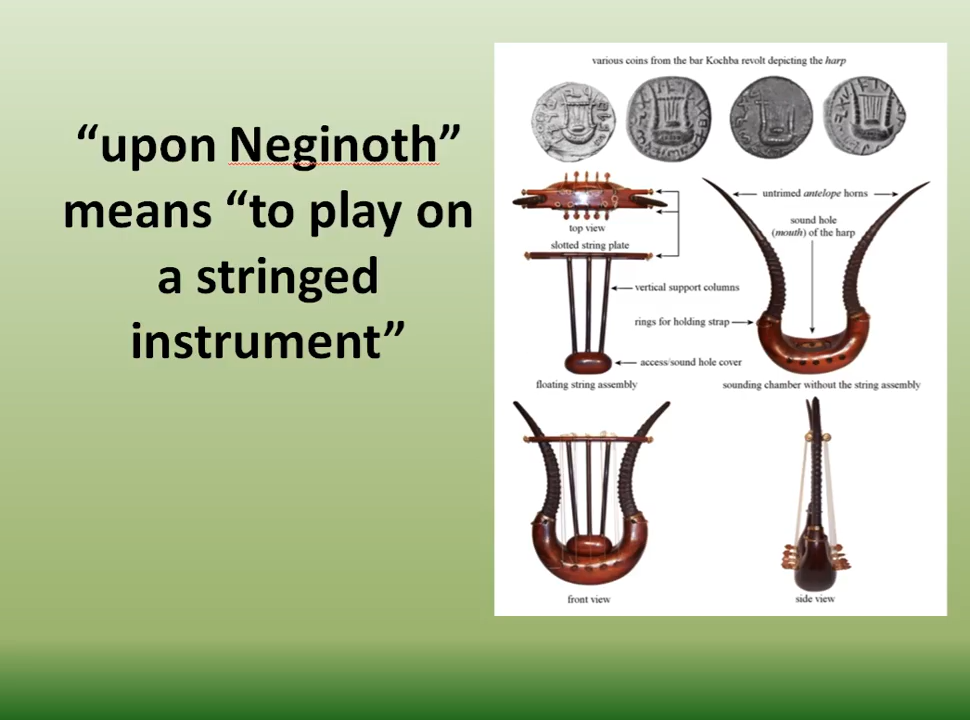 “upon Neginoth”
means “to play on
a stringed
instrument”
various coins from the bar Kochba revolt depicting the harp
untrimed antelope horns
top view
sound hole
(mouth) of the harp
slotted string plate
vertical support columns
rings for holding strap
access/sound hole cover
floating string assembly
sounding chamber without the string assembly
front view
side view